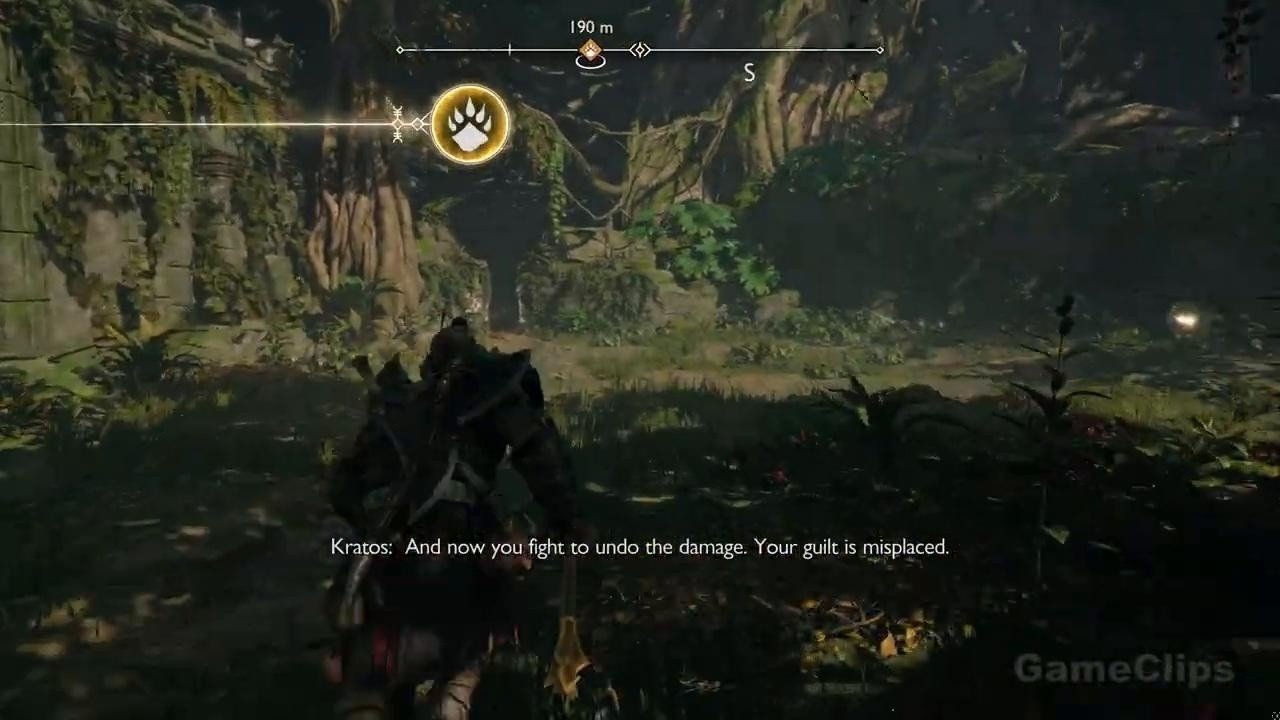 190 m
S
Kratos: And now you fight to undo the damage. Your guilt is misplaced.
GameClips